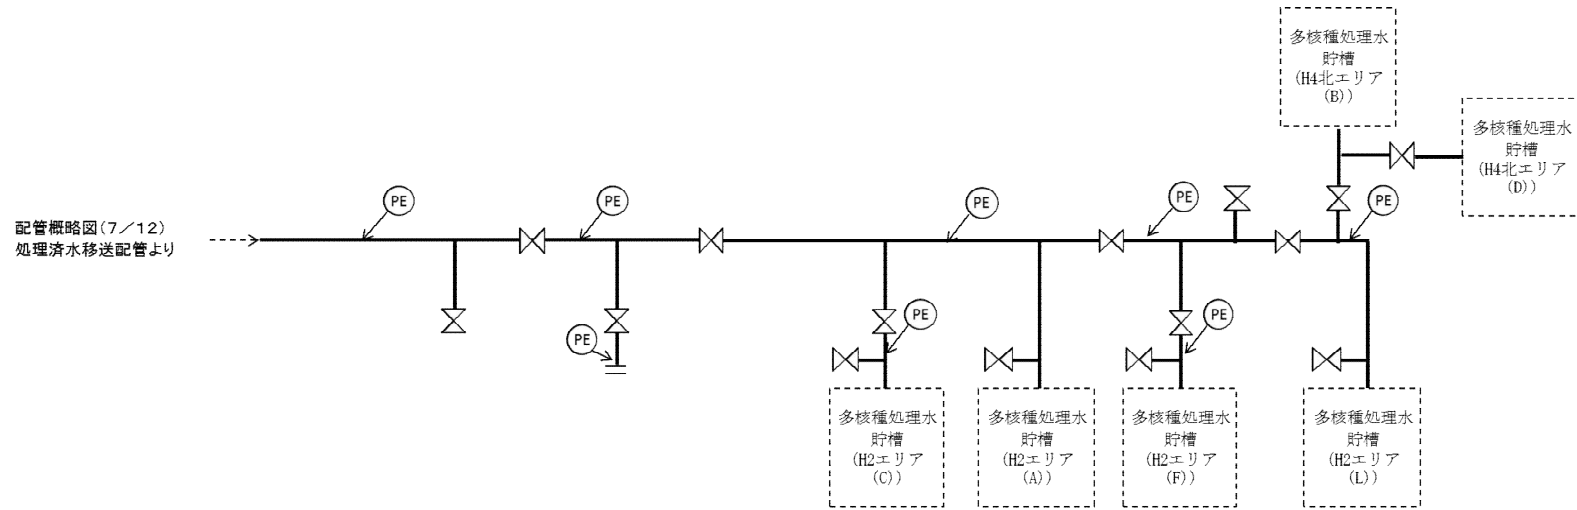 多核種処理水
貯槽
(H4北エリア
(B))
多核種処理水
貯槽
(H4北エリア
(D))
PE
PE
PE
PE
PE
配管概略図(7／12)
処理済水移送配管より
PE
PE
PE
多核種処理水
貯槽
(H2エリア
(C))
多核種処理水
貯槽
(H2エリア
(A))
多核種処理水
貯槽
(H2エリア
(F))
多核種処理水
貯槽
(H2エリア
(L))